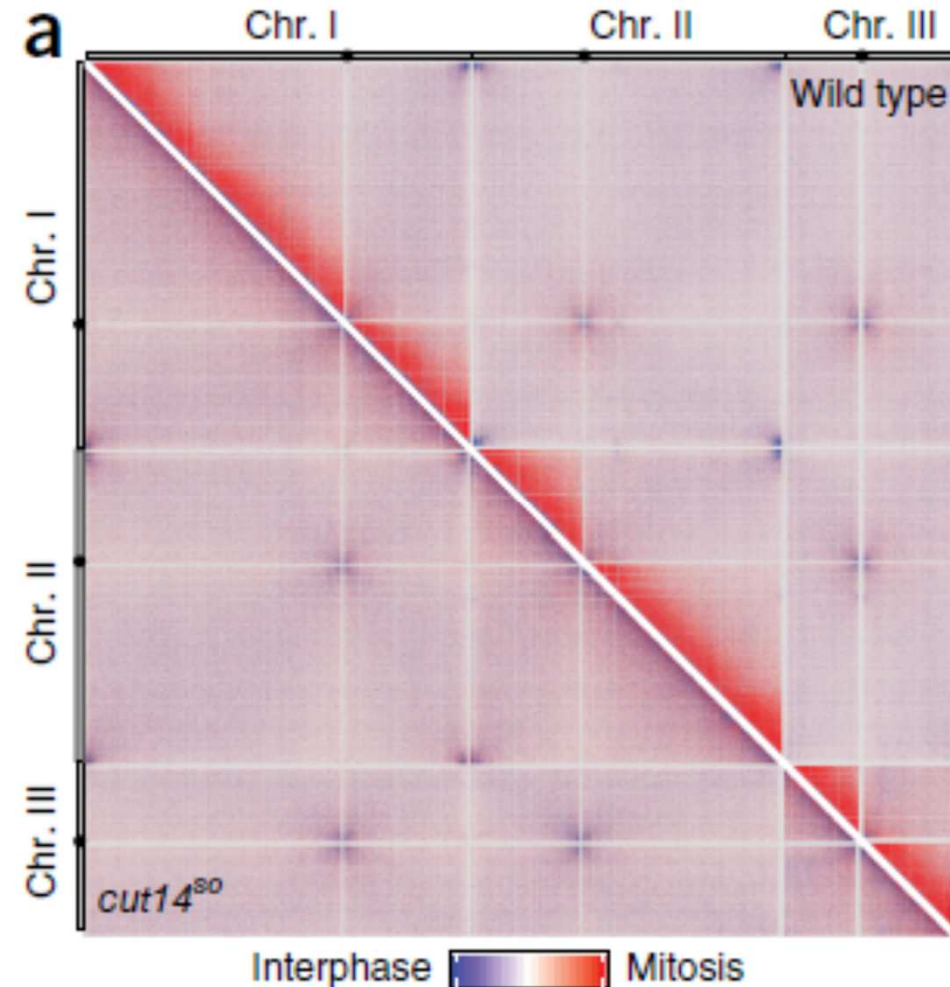 a
Chr. I Chr. II Chr. III
Wild type
Chr. I
Chr. II
Chr. III
cut14ˢᵒ
Interphase Mitosis